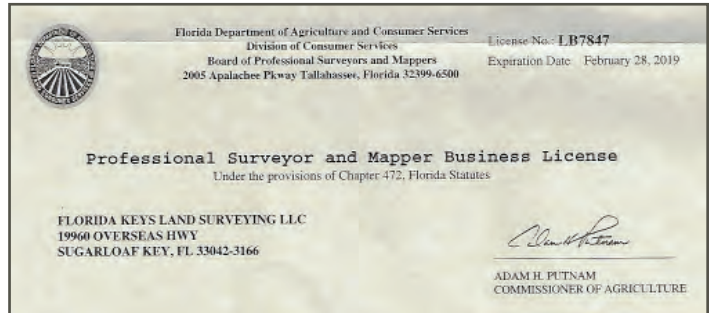 Florida Department of Agriculture and Consumer Services
Division of Consumer Services
Board of Professional Surveyors and Mappers
2005 Apalachee Pkway Tallahassee, Florida 32399-6500
License No.: LB7847
Expiration Date February 28, 2019
Professional Surveyor and Mapper Business License
Under the provisions of Chapter 472, Florida Statutes
FLORIDA KEYS LAND SURVEYING LLC
19960 OVERSEAS HWY
SUGARLOAF KEY, FL 33042-3166
ADAM H. PUTNAM
COMMISSIONER OF AGRICULTURE